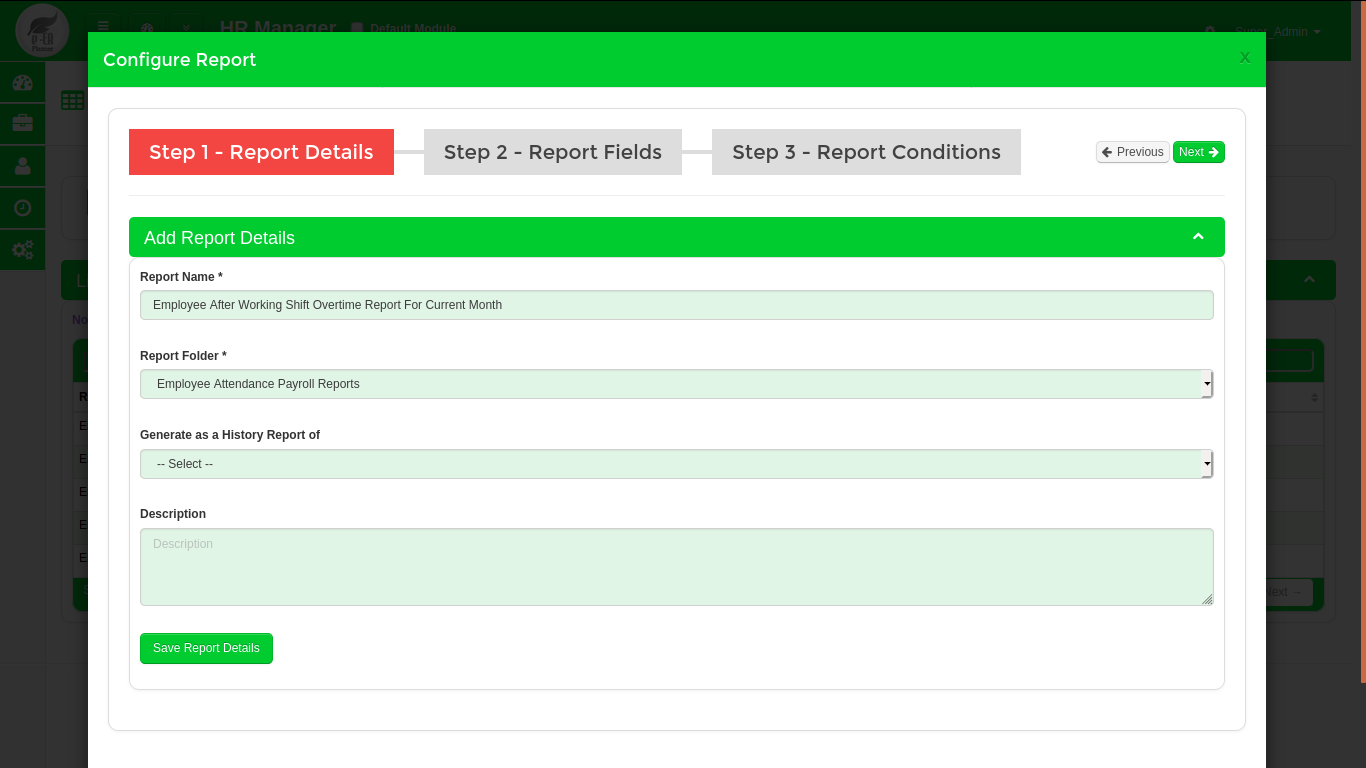 HR Manager
Default Module
Super_Admin
Configure Report
x
Step 1 - Report Details
Step 2 - Report Fields
Step 3 - Report Conditions
Previous
Next
Add Report Details
Report Name *
Employee After Working Shift Overtime Report For Current Month
Report Folder *
Employee Attendance Payroll Reports
Generate as a History Report of
-- Select --
Description
Description
Save Report Details